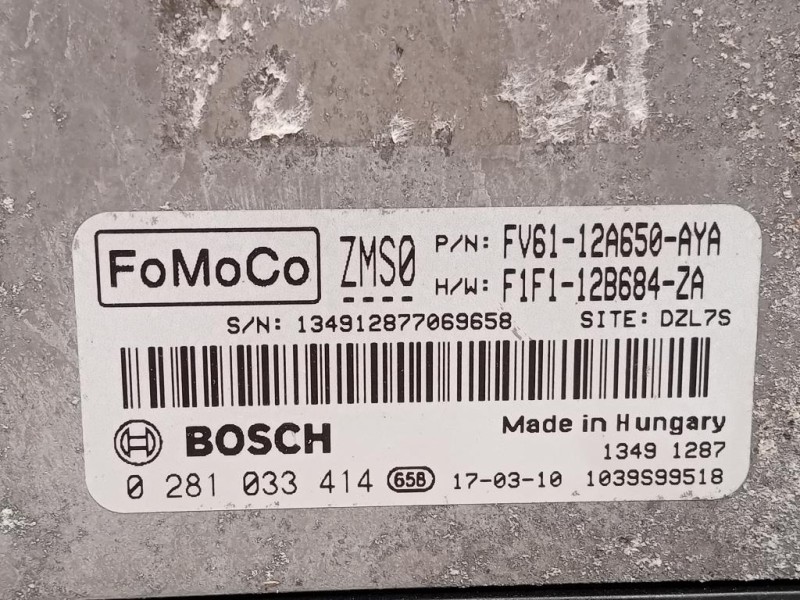 FoMoCo ZMS0 P/N: FV61-12A650-AYA
H/W: F1F1-12B684-ZA
S/N: 134912877069658 SITE: DZL7S
BOSCH Made in Hungary
1349 1287
0 281 033 414 658 17-03-10 1039S99518